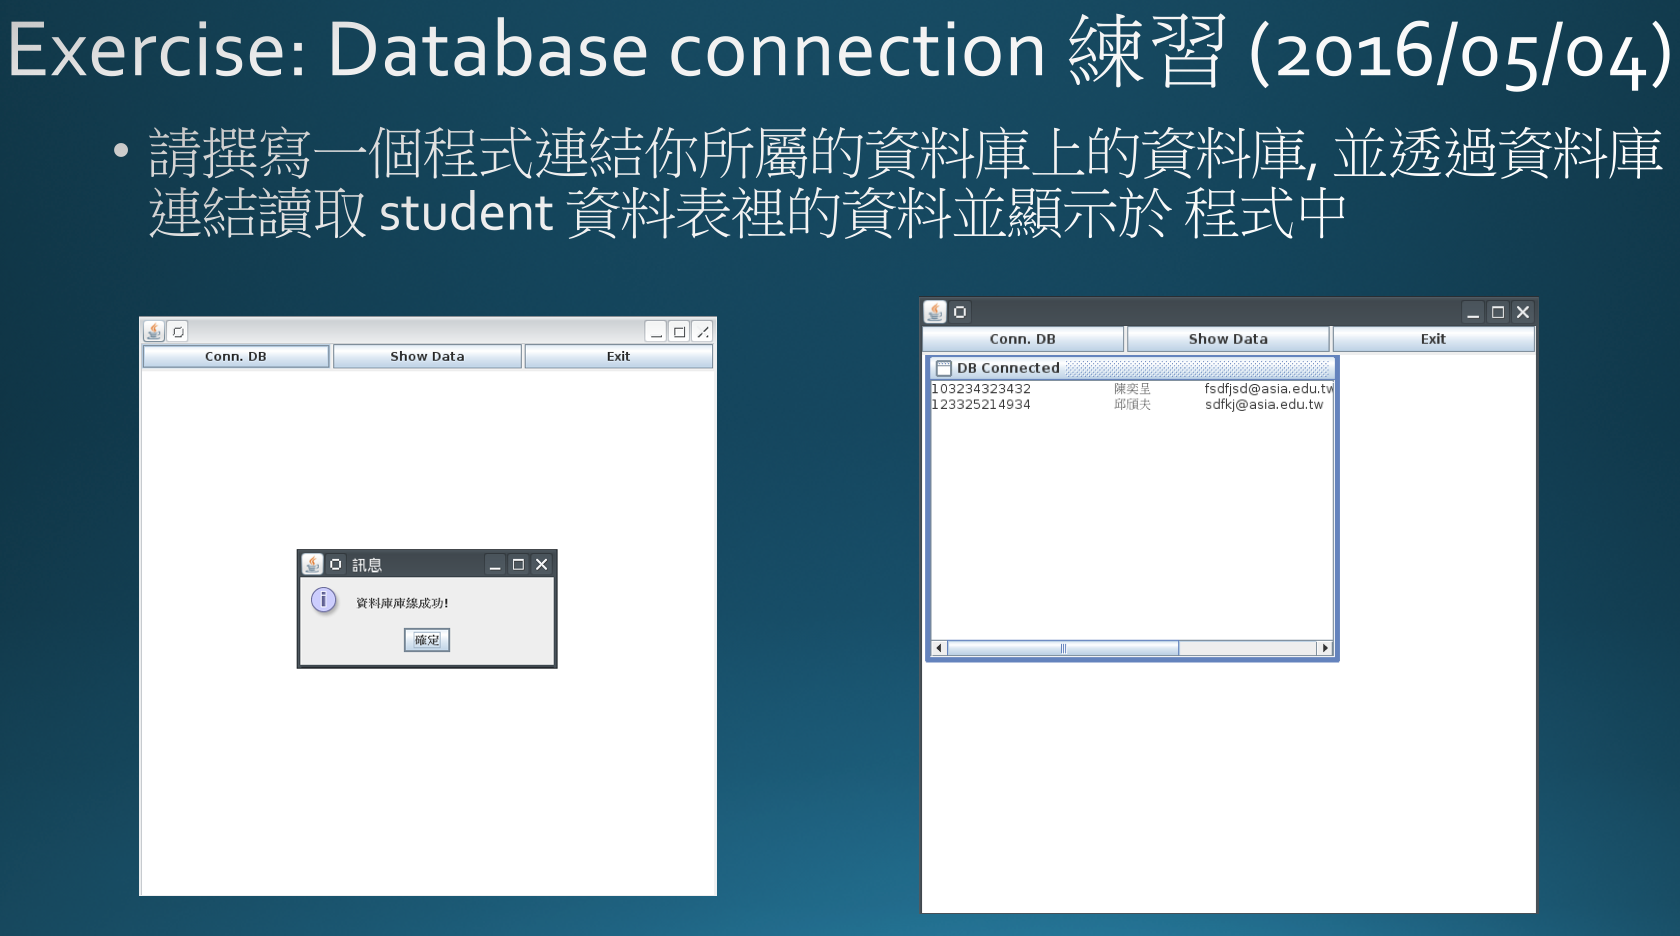 Exercise: Database connection 練習 (2016/05/04)
• 請撰寫一個程式連結你所屬的資料庫上的資料庫, 並透過資料庫
連結讀取 student 資料表裡的資料並顯示於 程式中
Conn. DB Show Data Exit
訊息
資料庫庫線成功!
確定
Conn. DB Show Data Exit
DB Connected
103234323432 陳奕呈 fsdfjsd@asia.edu.tw
123325214934 邱頎夫 sdfkj@asia.edu.tw